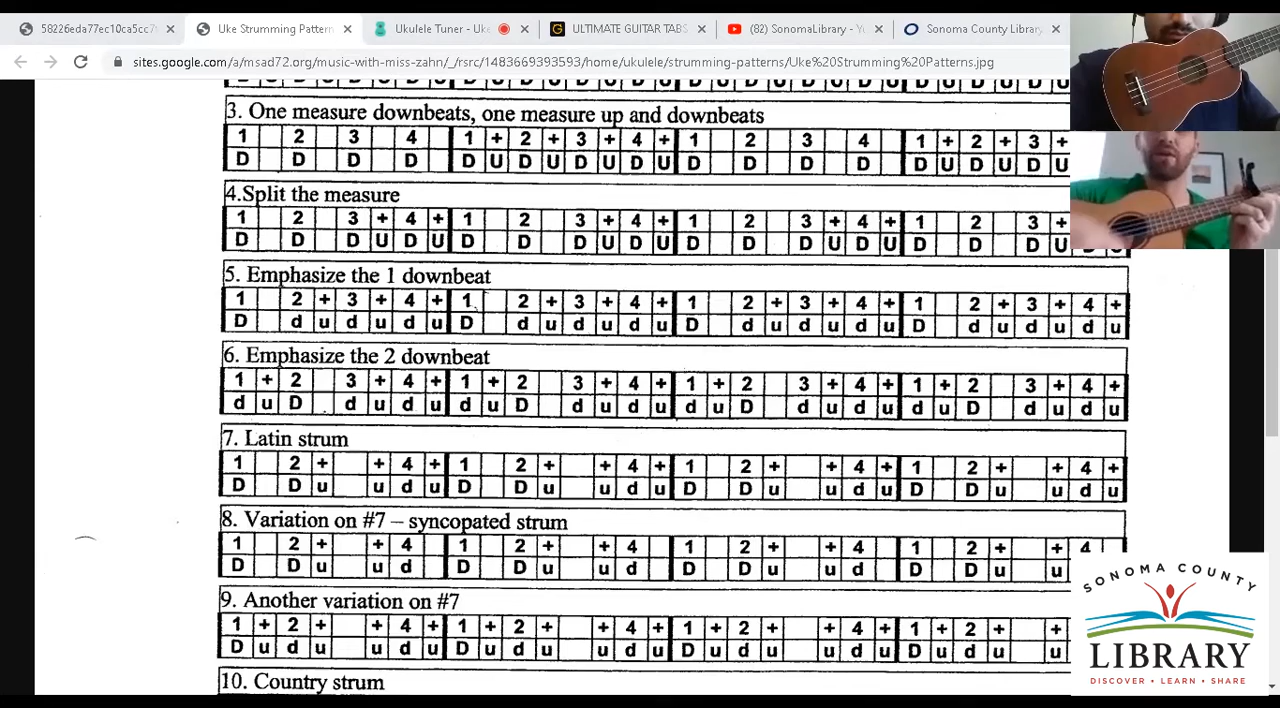 58226eda77ec10ca5cc7
Uke Strumming Pattern
Ukulele Tuner - Uke
ULTIMATE GUITAR TABS
(82) SonomaLibrary - Yo
Sonoma County Library
sites.google.com/a/msad72.org/music-with-miss-zahn/_/rsrc/1483669393593/home/ukulele/strumming-patterns/Uke%20Strumming%20Patterns.jpg
3. One measure downbeats, one measure up and downbeats
1 2 3 4 1 + 2 + 3 + 4 + 1 2 3 4 1 + 2 + 3 +
D D D D D U D U D U D U D D D D D U D U D U
4.Split the measure
1 2 3 + 4 + 1 2 3 + 4 + 1 2 3 + 4 + 1 2 3 +
D D D U D U D D D U D U D D D U D U D D D U D U
5. Emphasize the 1 downbeat
1 2 + 3 + 4 + 1 2 + 3 + 4 + 1 2 + 3 + 4 + 1 2 + 3 + 4 +
D d u d u d u D d u d u d u D d u d u d u D d u d u d u
6. Emphasize the 2 downbeat
1 + 2 3 + 4 + 1 + 2 3 + 4 + 1 + 2 3 + 4 + 1 + 2 3 + 4 +
d u D d u d u d u D d u d u d u D d u d u d u D d u d u
7. Latin strum
1 2 + + 4 + 1 2 + + 4 + 1 2 + + 4 + 1 2 + + 4 +
D D u u d u D D u u d u D D u u d u D D u u d u
8. Variation on #7 – syncopated strum
1 2 + + 4 1 2 + + 4 1 2 + + 4 1 2 + + 4
D D u u d D D u u d D D u u d D D u u
9. Another variation on #7
1 + 2 + + 4 + 1 + 2 + + 4 + 1 + 2 + + 4 + 1 + 2 + +
D u d u u d u D u d u u d u D u d u u d u D u d u u
10. Country strum
SONOMA COUNTY
LIBRARY
DISCOVER • LEARN • SHARE